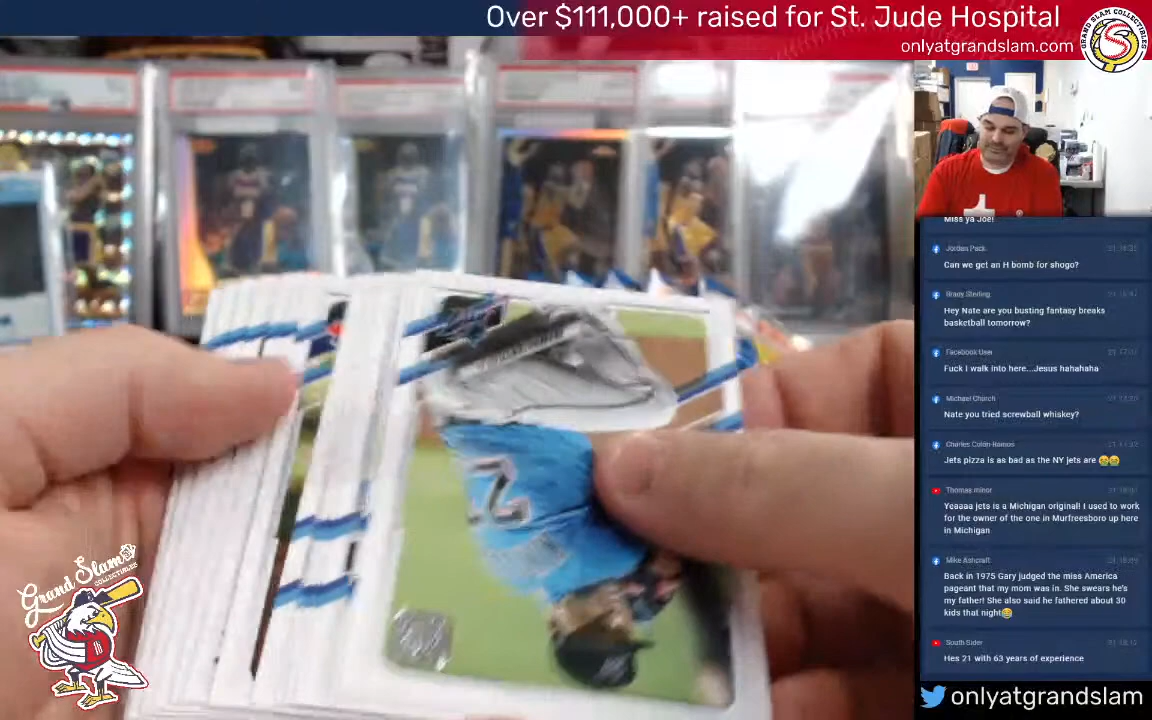 Over $111,000+ raised for St. Jude Hospital
onlyatgrandslam.com
GRAND SLAM COLLECTIBLES
Miss ya Joe!
Jordan Pack
Can we get an H bomb for shogo?
Brady Sterling
Hey Nate are you busting fantasy breaks
basketball tomorrow?
Facebook User
Fuck I walk into here...Jesus hahahaha
Michael Church
Nate you tried screwball whiskey?
Charles Colón-Ramos
Jets pizza is as bad as the NY jets are 😂😂
Thomas minor
Yeaaaa jets is a Michigan original! I used to work
for the owner of the one in Murfreesboro up here
in Michigan
Mike Ashcraft
Back in 1975 Gary judged the miss America
pageant that my mom was in. She swears he's
my father! She also said he fathered about 30
kids that night😂
South Sider
Hes 21 with 63 years of experience
onlyatgrandslam
Grand Slam
COLLECTIBLES
2